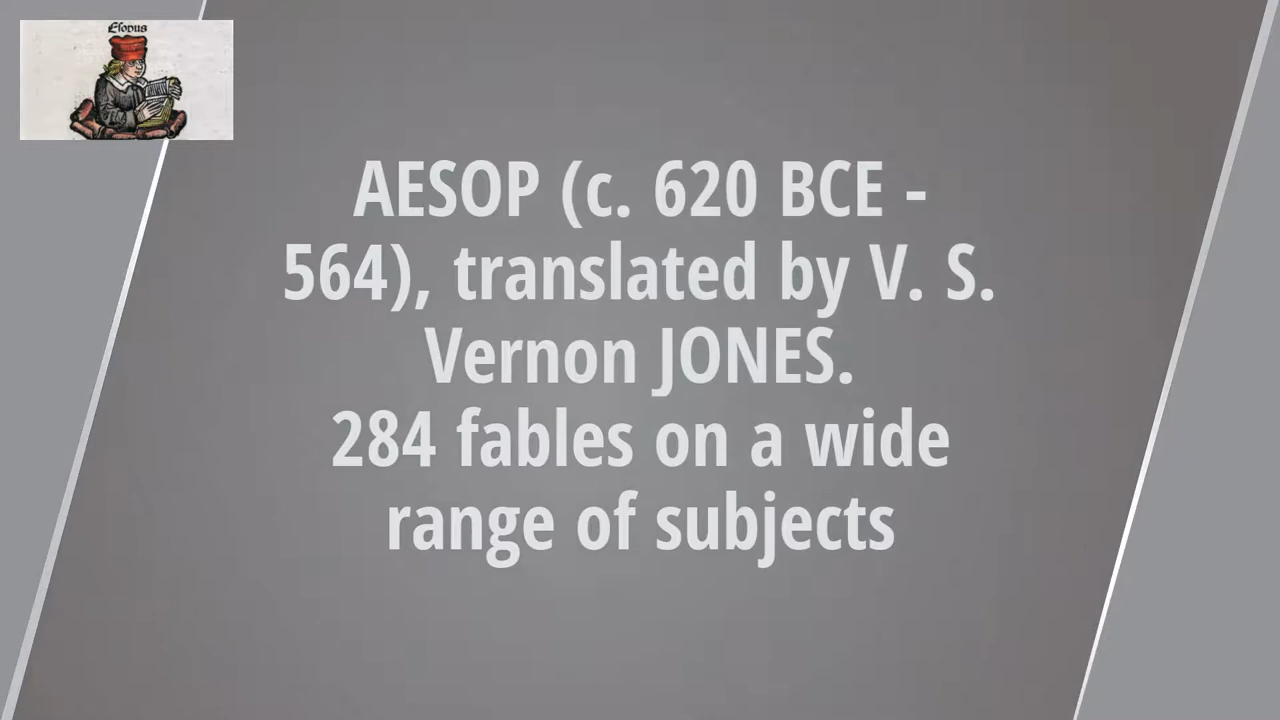 Esopus
AESOP (c. 620 BCE -
564), translated by V. S.
Vernon JONES.
284 fables on a wide
range of subjects